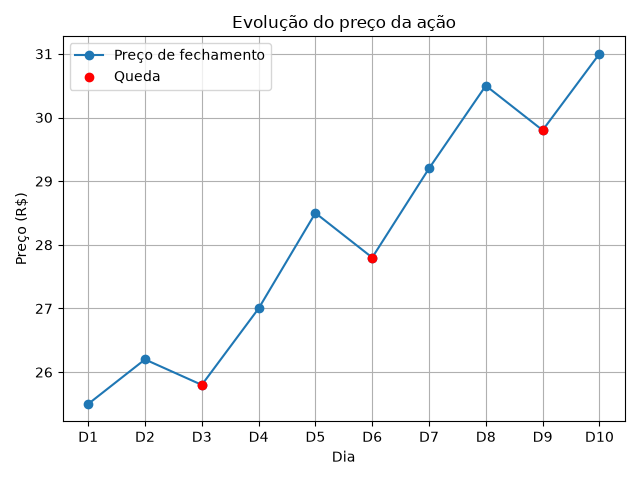 Evolução do preço da ação
Preço de fechamento
Queda
Preço (R$)
31
30
29
28
27
26
D1 D2 D3 D4 D5 D6 D7 D8 D9 D10
Dia